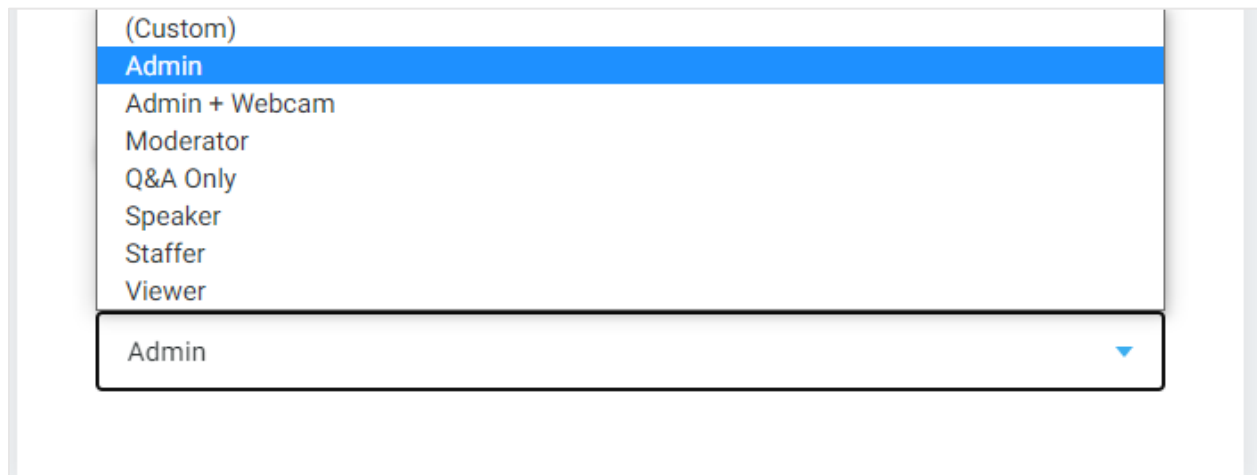 (Custom)
Admin
Admin + Webcam
Moderator
Q&A Only
Speaker
Staffer
Viewer
Admin